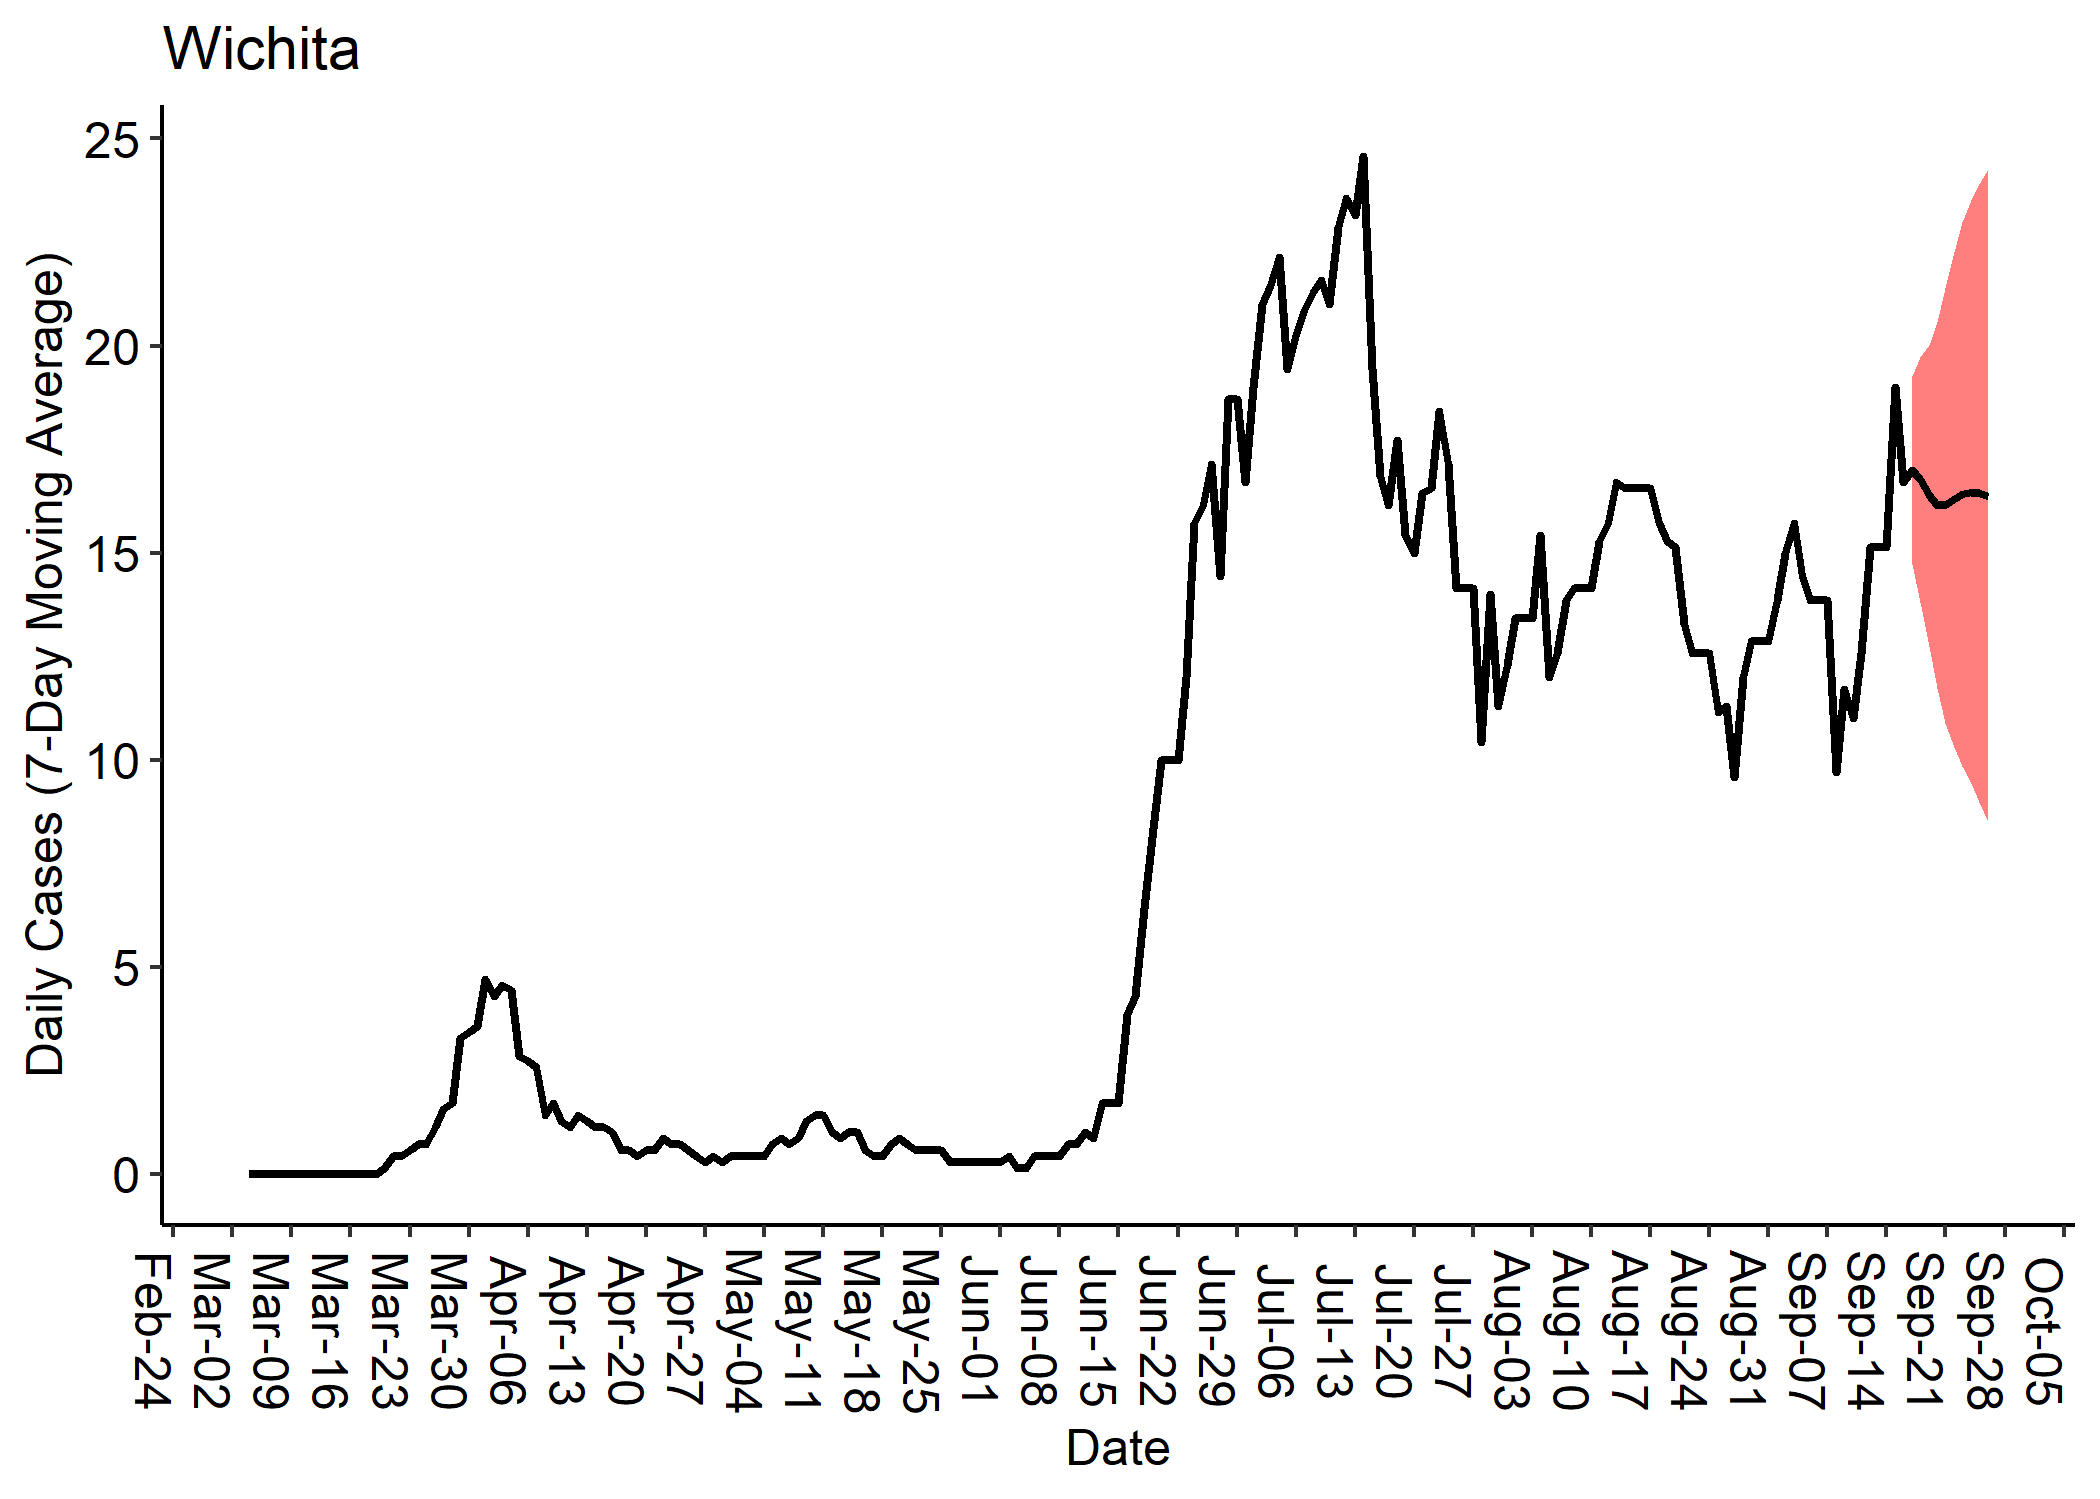 Wichita
Daily Cases (7-Day Moving Average)
25
20
15
10
5
0
Feb-24
Mar-02
Mar-09
Mar-16
Mar-23
Mar-30
Apr-06
Apr-13
Apr-20
Apr-27
May-04
May-11
May-18
May-25
Jun-01
Jun-08
Jun-15
Jun-22
Jun-29
Jul-06
Jul-13
Jul-20
Jul-27
Aug-03
Aug-10
Aug-17
Aug-24
Aug-31
Sep-07
Sep-14
Sep-21
Sep-28
Oct-05
Date